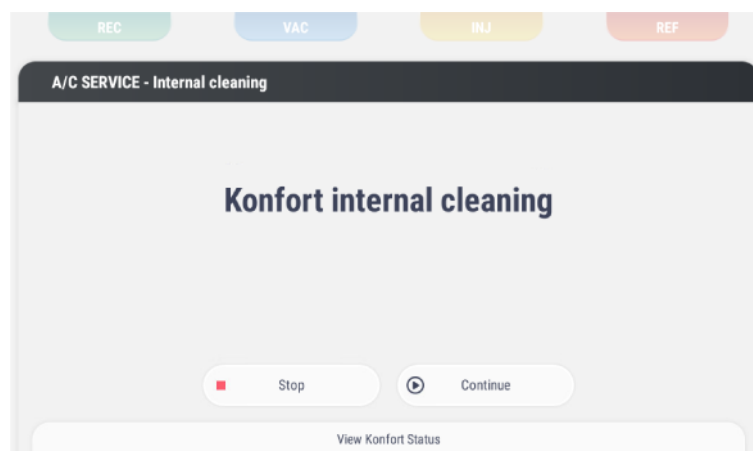 REC
VAC
INJ
REF
A/C SERVICE - Internal cleaning
Konfort internal cleaning
Stop
Continue
View Konfort Status